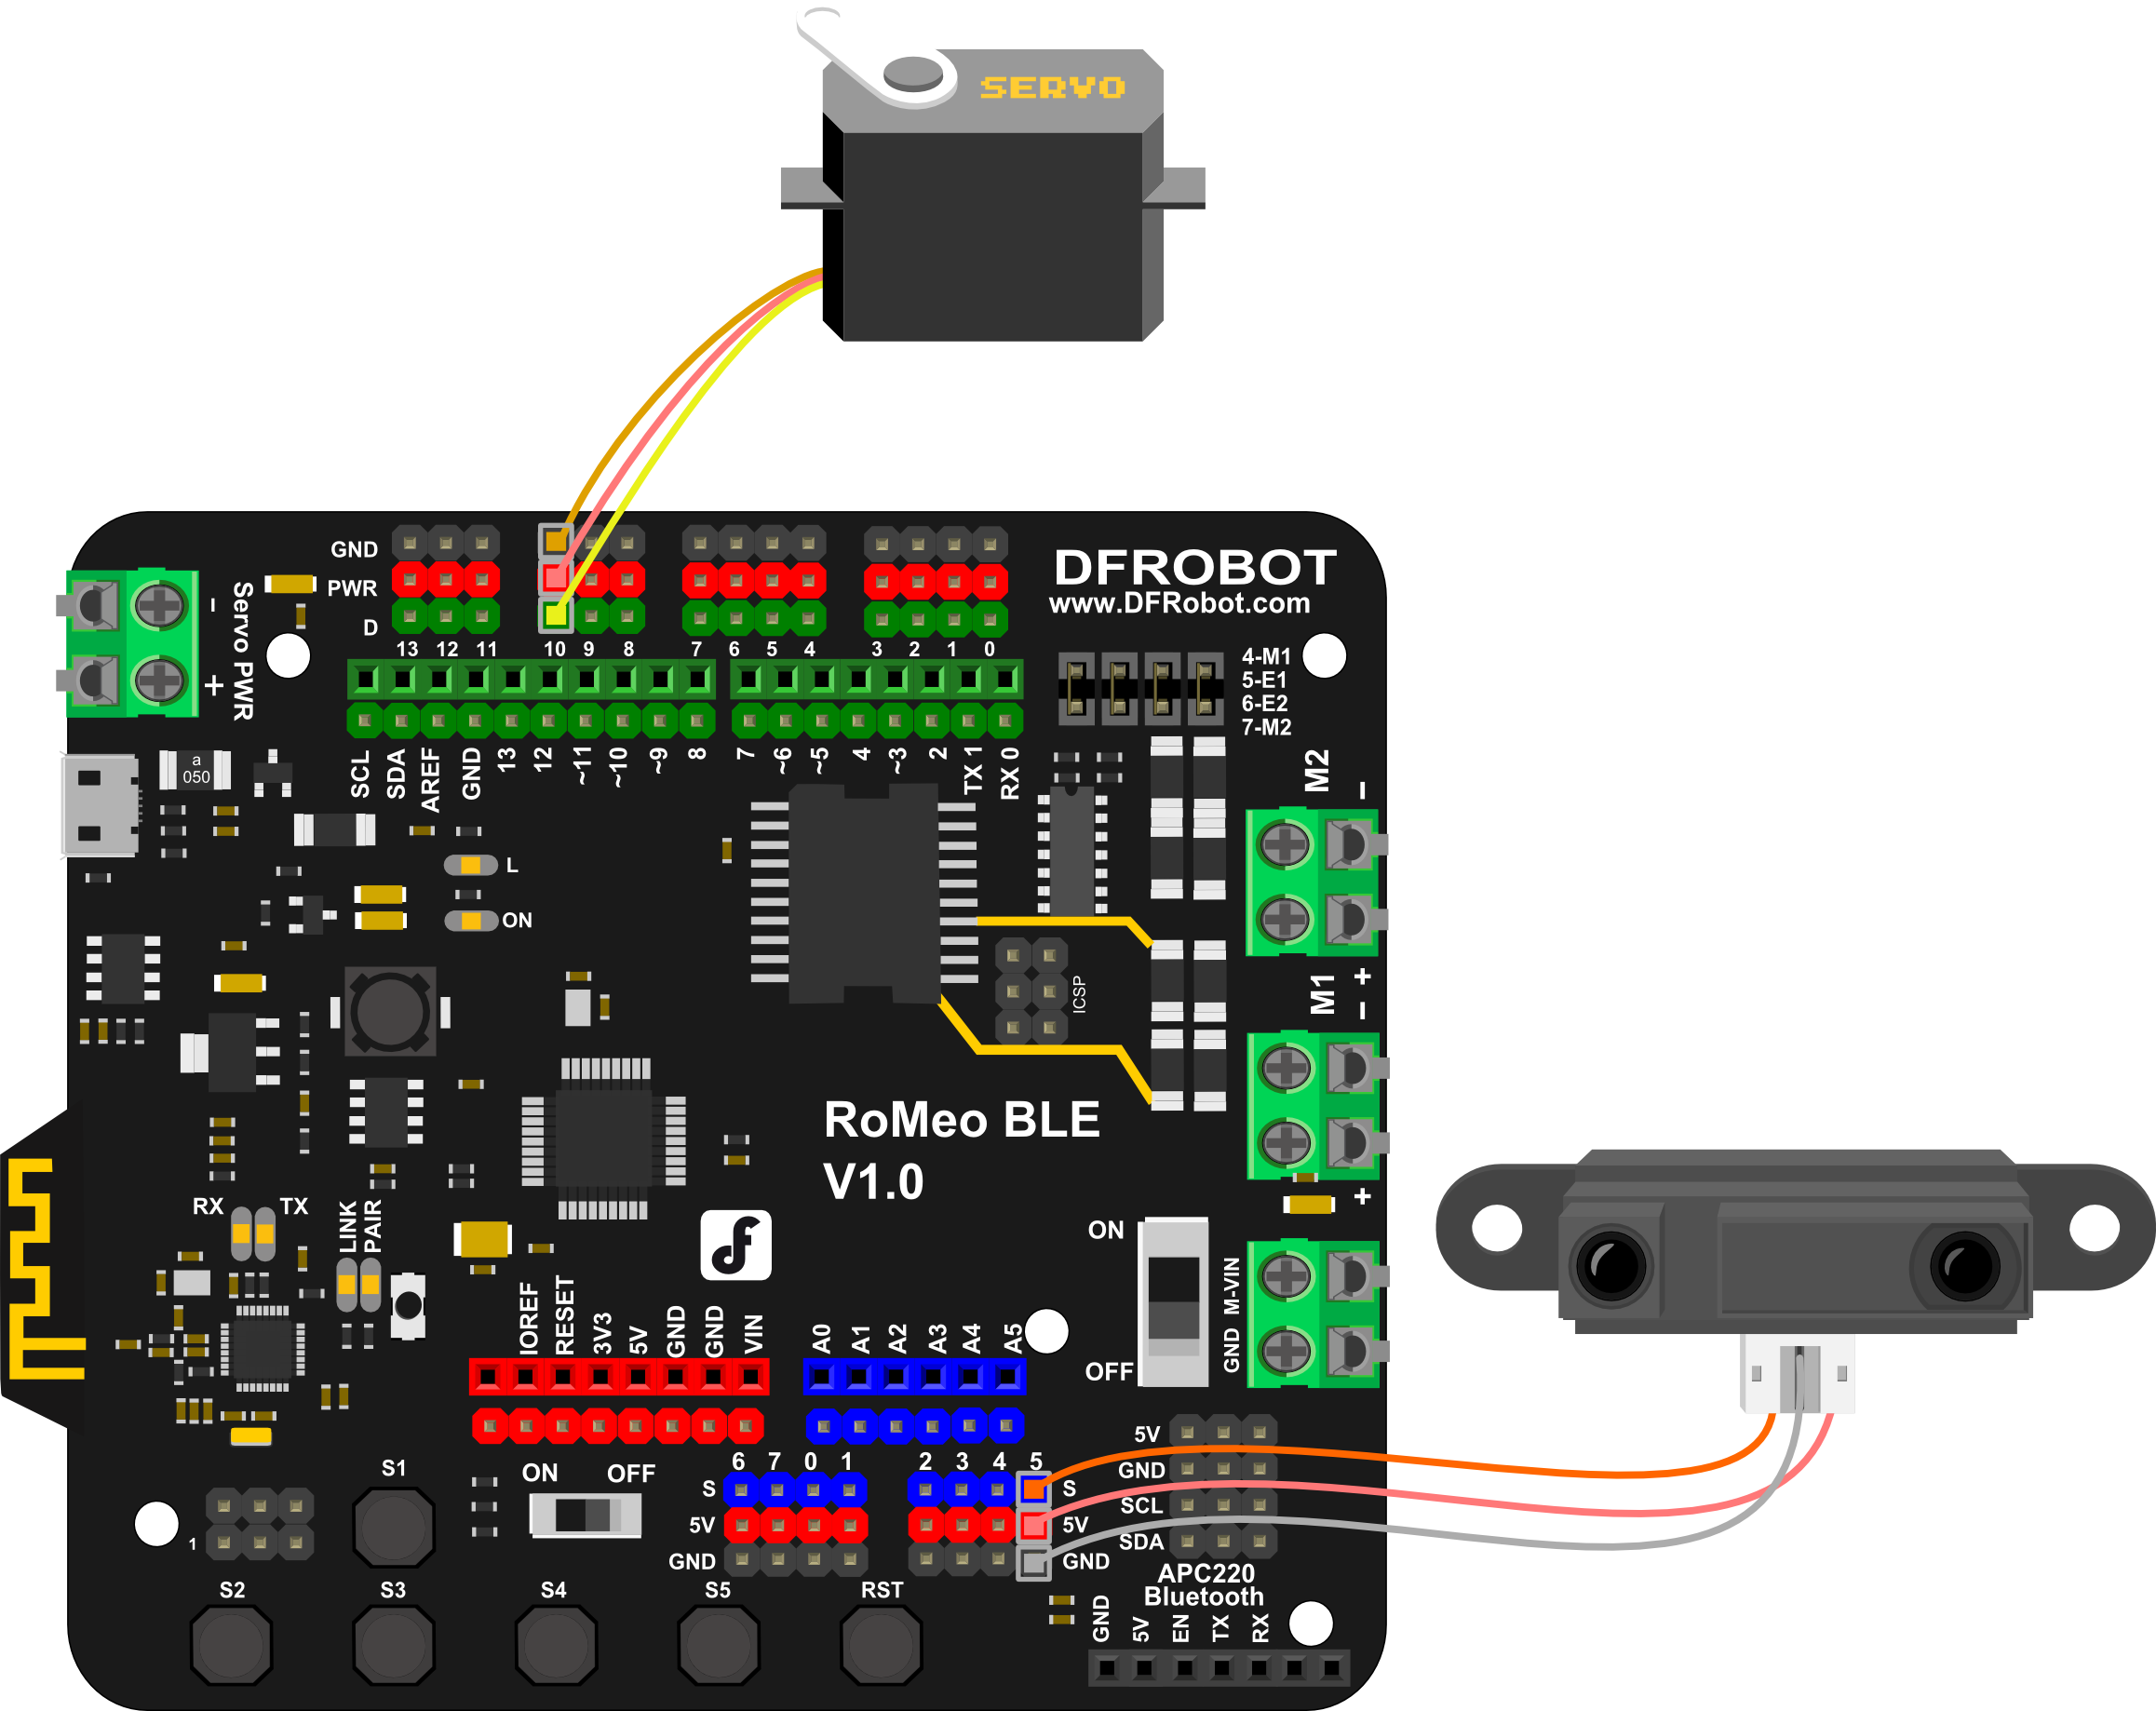 SERVO
GND
PWR
D
13 12 11 10 9 8 7 6 5 4 3 2 1 0
DFROBOT
www.DFRobot.com
Servo PWR
-
+
4-M1
5-E1
6-E2
7-M2
SCL SDA AREF GND 13 12 ~11 ~10 ~9 8 7 ~6 ~5 4 ~3 2 TX 1 RX 0
a
050
M2
-
+
L
ON
M1
-
+
ICSP
RoMeo BLE
V1.0
RX TX
LINK
PAIR
ON
OFF
GND M-VIN
IOREF RESET 3V3 5V GND GND VIN
A0 A1 A2 A3 A4 A5
6 7 0 1 2 3 4 5
S
5V
GND
S
5V
GND
5V
GND
SCL
SDA
ON OFF
S1
1
S2 S3 S4 S5 RST
APC220
Bluetooth
GND 5V EN TX RX